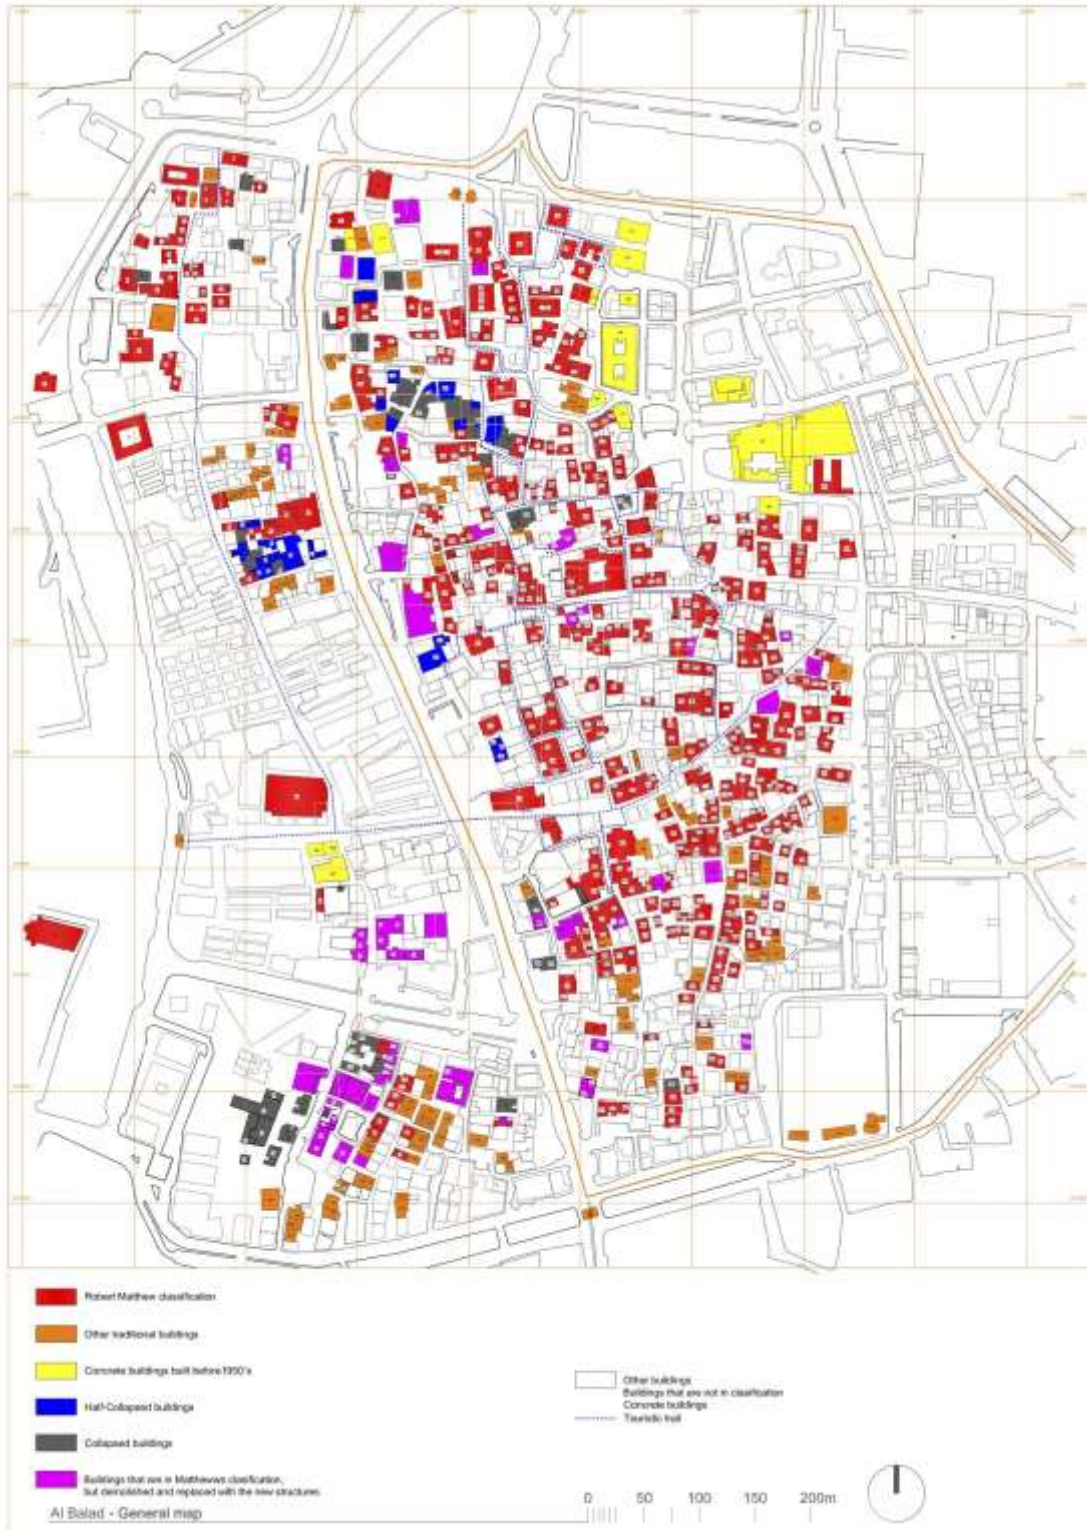 Robert Matthew classification
Other traditional buildings
Concrete buildings built before 1950's
Half-Collapsed buildings
Collapsed buildings
Buildings that are in Matthewws clasification,
but demolished and replaced with the new structures
Other buildings
Buildings that are not in classification
Concrete buildings
Touristic trail
Al Balad - General map
0 50 100 150 200m